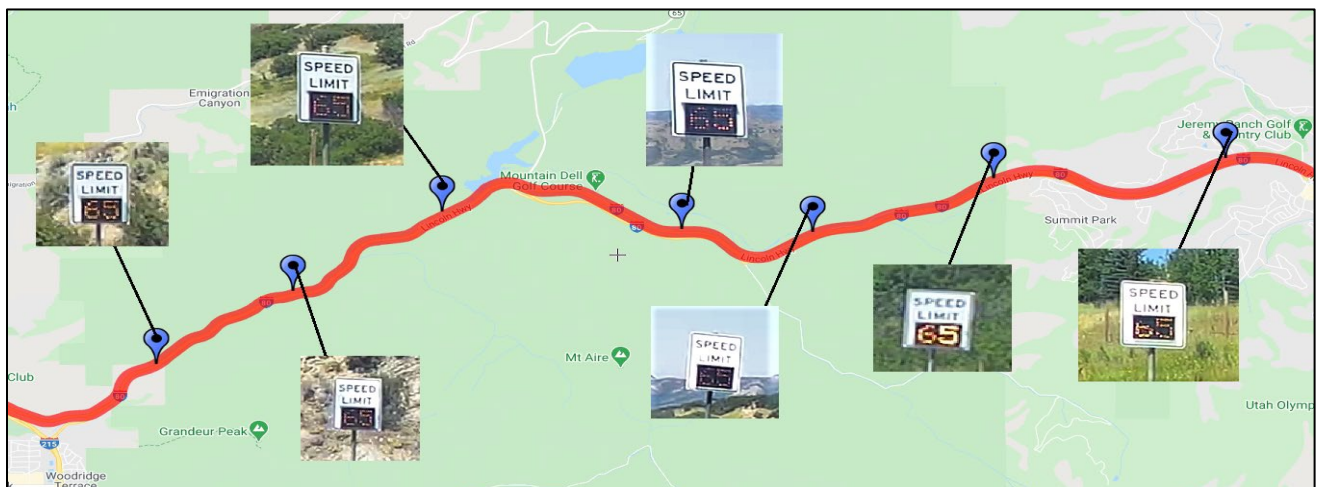 65
Emigration
Canyon
SPEED
LIMIT
65
SPEED
LIMIT
65
Jeremy Ranch Golf
& Country Club
SPEED
LIMIT
65
Mountain Dell
Golf Course
Lincoln Hwy
80
80
80
80
80
80
Lincoln Hwy
Lincoln Hwy
Summit Park
SPEED
LIMIT
65
SPEED
LIMIT
65
SPEED
LIMIT
65
Mt Aire
SPEED
LIMIT
65
Club
80
Utah Olymp
Grandeur Peak
215
Woodridge
Terrace